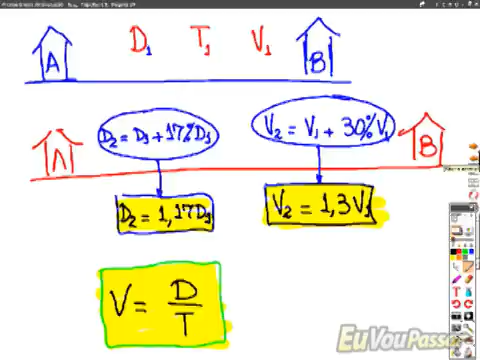 D1 T1 V1
A B
D2 = D1 + 17% D1
V2 = V1 + 30% V1
A B
D2 = 1,17D1
V2 = 1,3V1
V = D/T
EuVouPassar